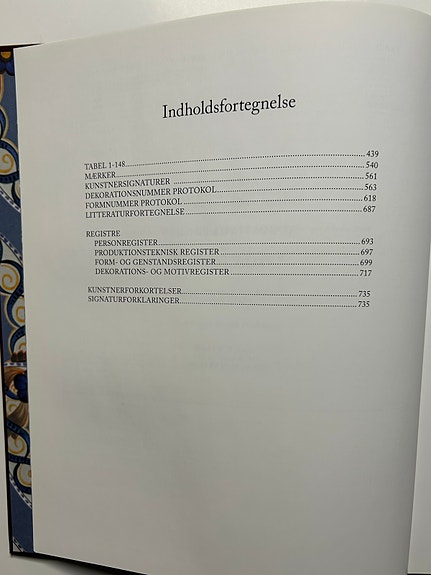 Indholdsfortegnelse
TABEL 1-148 439
MÆRKER 540
KUNSTNERSIGNATURER 561
DEKORATIONSNUMMER PROTOKOL 563
FORMNUMMER PROTOKOL 618
LITTERATURFORTEGNELSE 687
REGISTRE
PERSONREGISTER 693
PRODUKTIONSTEKNISK REGISTER 697
FORM- OG GENSTANDSREGISTER 699
DEKORATIONS- OG MOTIVREGISTER 717
KUNSTNERFORKORTELSER 735
SIGNATURFORKLARINGER 735